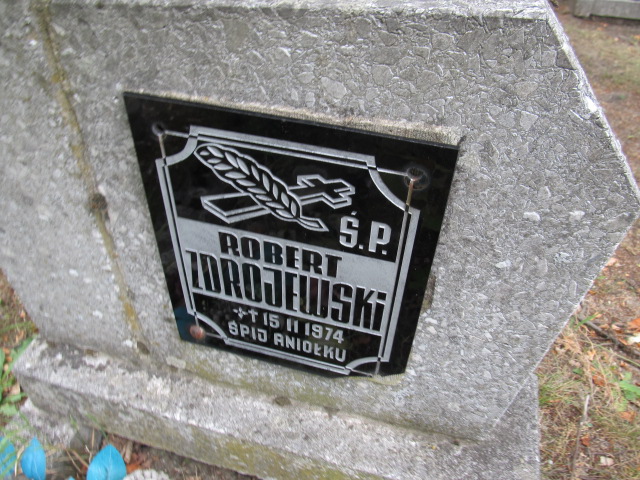 Ś.P.
ROBERT
ZDROJEWSKI
✢† 15 II 1974
ŚPIJ ANIOŁKU